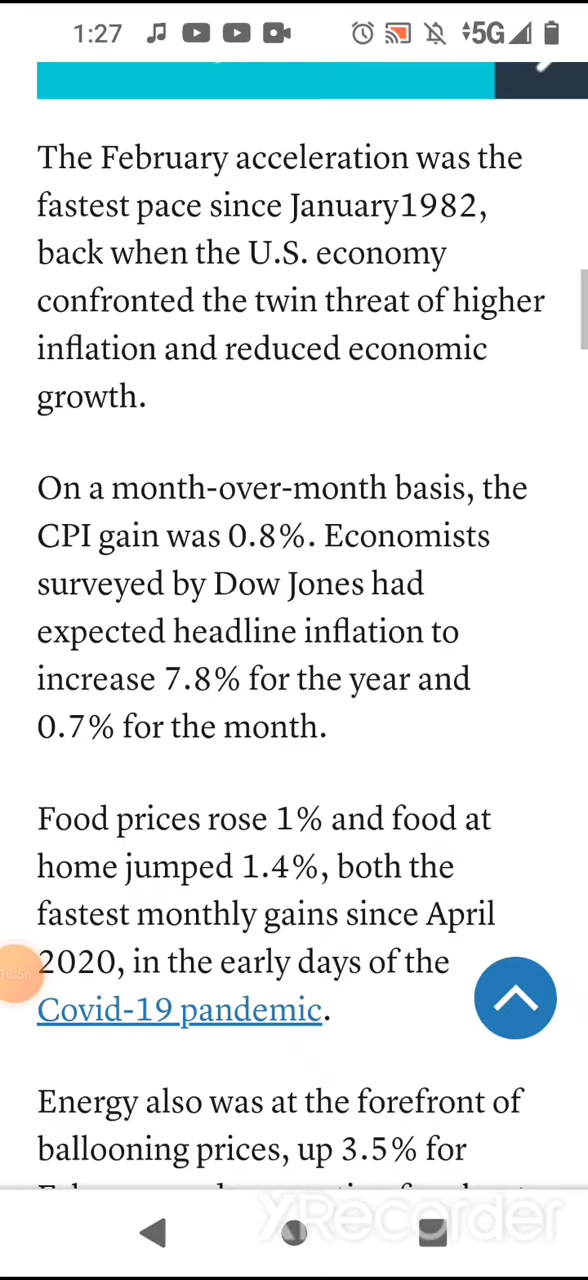 1:27 5G
The February acceleration was the
fastest pace since January1982,
back when the U.S. economy
confronted the twin threat of higher
inflation and reduced economic
growth.
On a month-over-month basis, the
CPI gain was 0.8%. Economists
surveyed by Dow Jones had
expected headline inflation to
increase 7.8% for the year and
0.7% for the month.
Food prices rose 1% and food at
home jumped 1.4%, both the
fastest monthly gains since April
2020, in the early days of the
Covid-19 pandemic.
Energy also was at the forefront of
ballooning prices, up 3.5% for
XRecorder